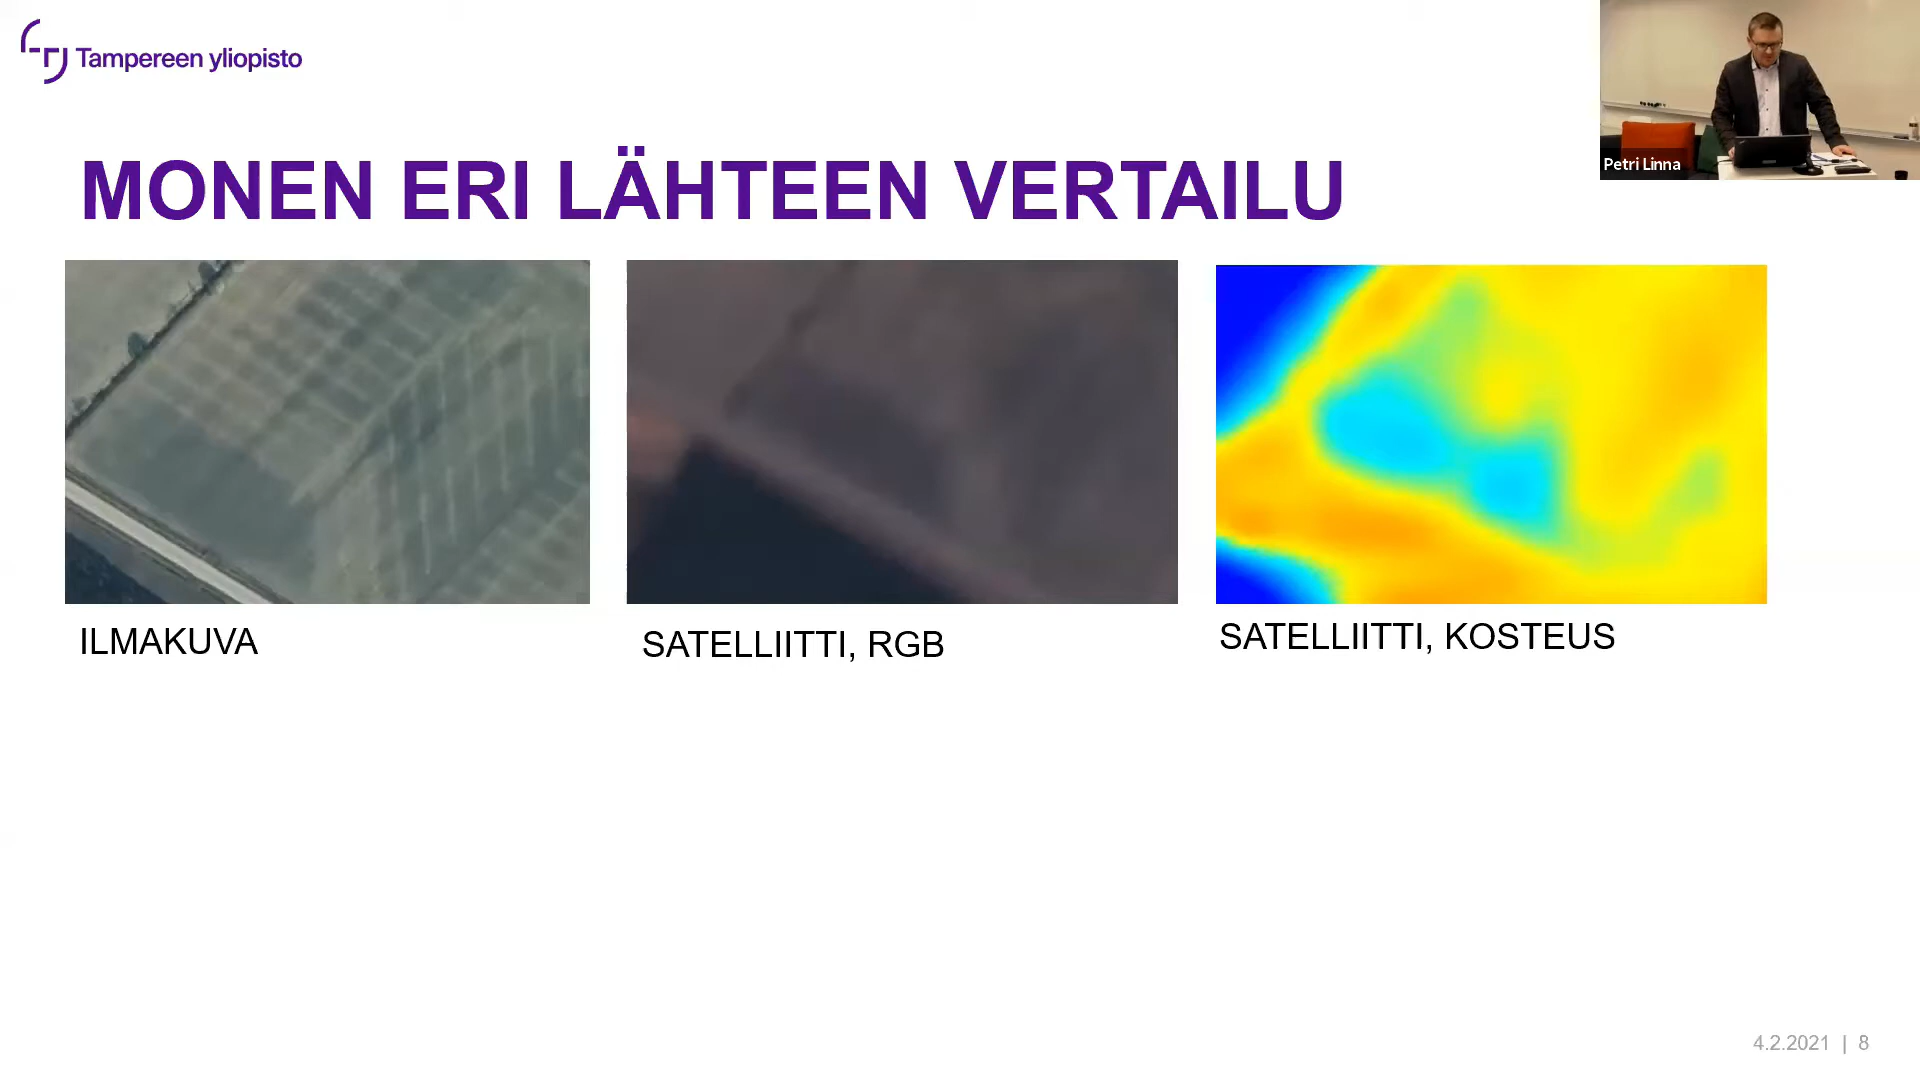 Tampereen yliopisto
Petri Linna
MONEN ERI LÄHTEEN VERTAILU
ILMAKUVA
SATELLIITTI, RGB
SATELLIITTI, KOSTEUS
4.2.2021 | 8